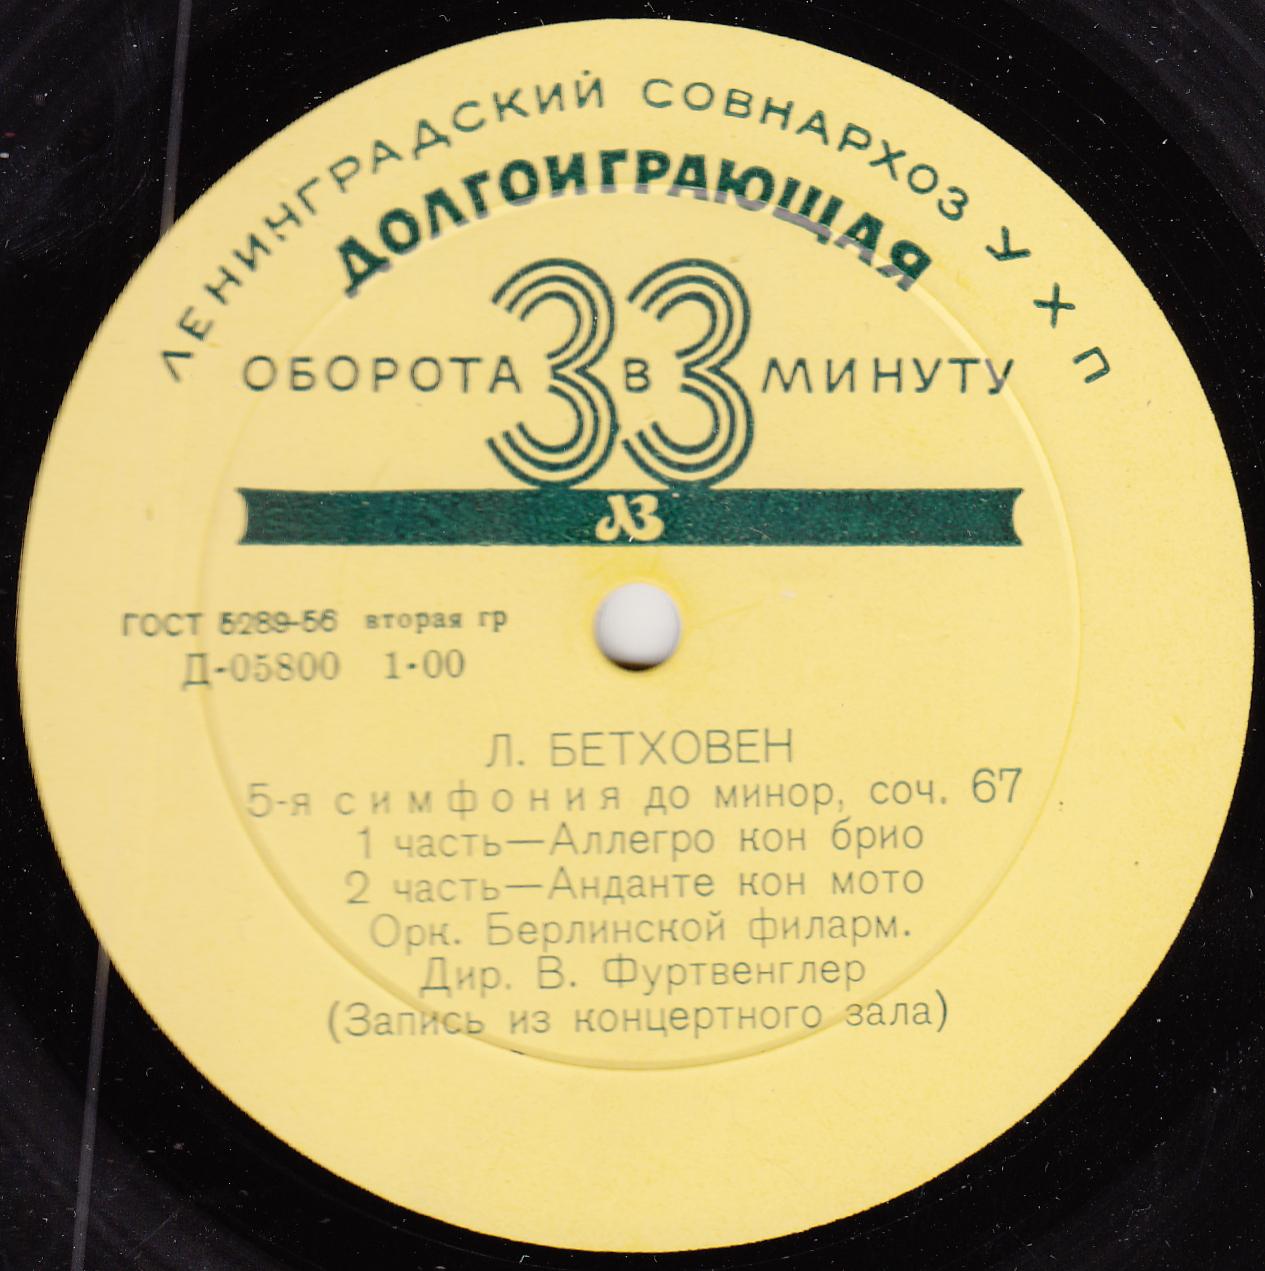 ЛЕНИНГРАДСКИЙ СОВНАРХОЗ УХП
ДОЛГОИГРАЮЩАЯ
ОБОРОТА 33 В МИНУТУ
ЛЗ
ГОСТ 5289-56 вторая гр
Д-05800 1-00
Л. БЕТХОВЕН
5-я симфония до минор, соч. 67
1 часть—Аллегро кон брио
2 часть—Анданте кон мото
Орк. Берлинской филарм.
Дир. В. Фуртвенглер
(Запись из концертного зала)